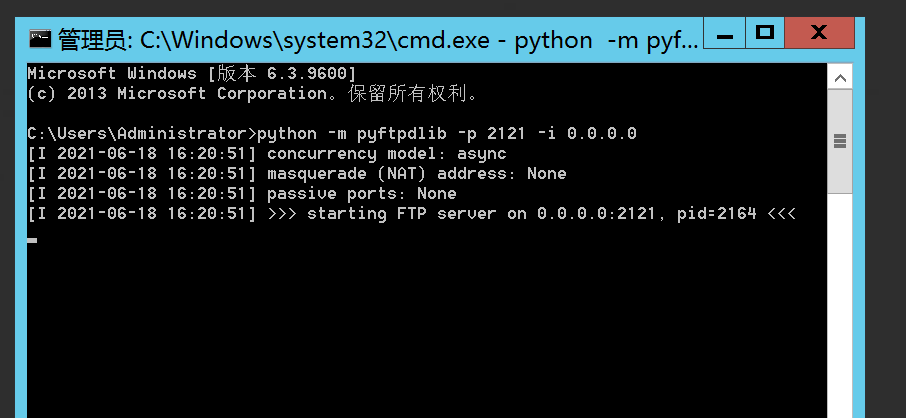 管理员: C:\Windows\system32\cmd.exe - python  -m pyf...
Microsoft Windows [版本 6.3.9600]
(c) 2013 Microsoft Corporation。保留所有权利。
C:\Users\Administrator>python -m pyftpdlib -p 2121 -i 0.0.0.0
[I 2021-06-18 16:20:51] concurrency model: async
[I 2021-06-18 16:20:51] masquerade (NAT) address: None
[I 2021-06-18 16:20:51] passive ports: None
[I 2021-06-18 16:20:51] >>> starting FTP server on 0.0.0.0:2121, pid=2164 <<<